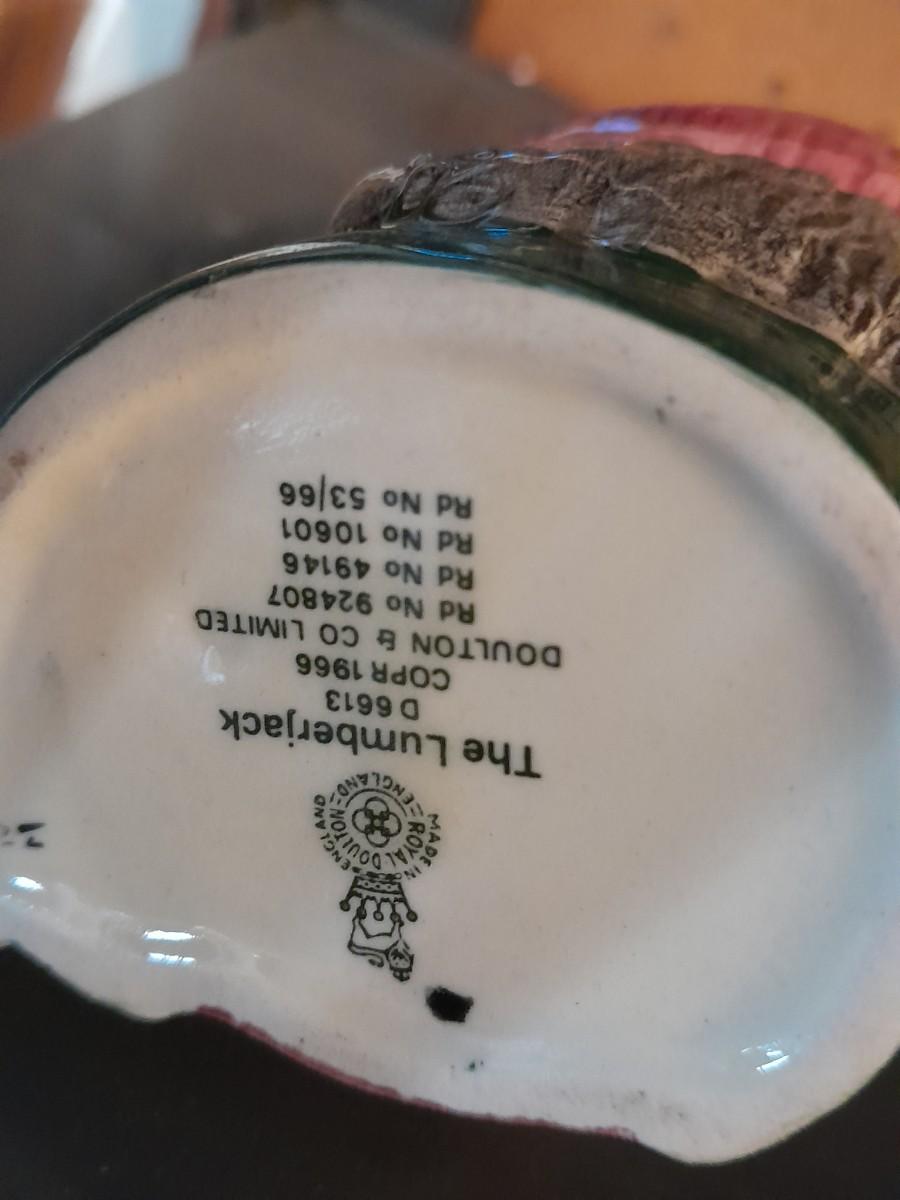 MADE IN ENGLAND
ROYAL DOULTON
ENGLAND
The Lumberjack
D 6613
COPR 1966
DOULTON & CO LIMITED
Rd No 924807
Rd No 49146
Rd No 10601
Rd No 53/66